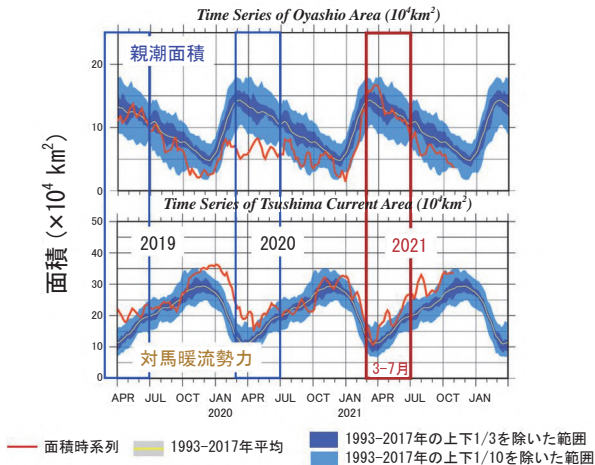 Time Series of Oyashio Area (10⁴km²)
親潮面積
20
10
0
Time Series of Tsushima Current Area (10⁴km²)
2019
2020
2021
50
40
30
20
10
0
対馬暖流勢力
3-7月
面積 (×10⁴ km²)
APR JUL OCT JAN APR JUL OCT JAN APR JUL OCT JAN
2020 2021
面積時系列
1993-2017年平均
1993-2017年の上下1/3を除いた範囲
1993-2017年の上下1/10を除いた範囲